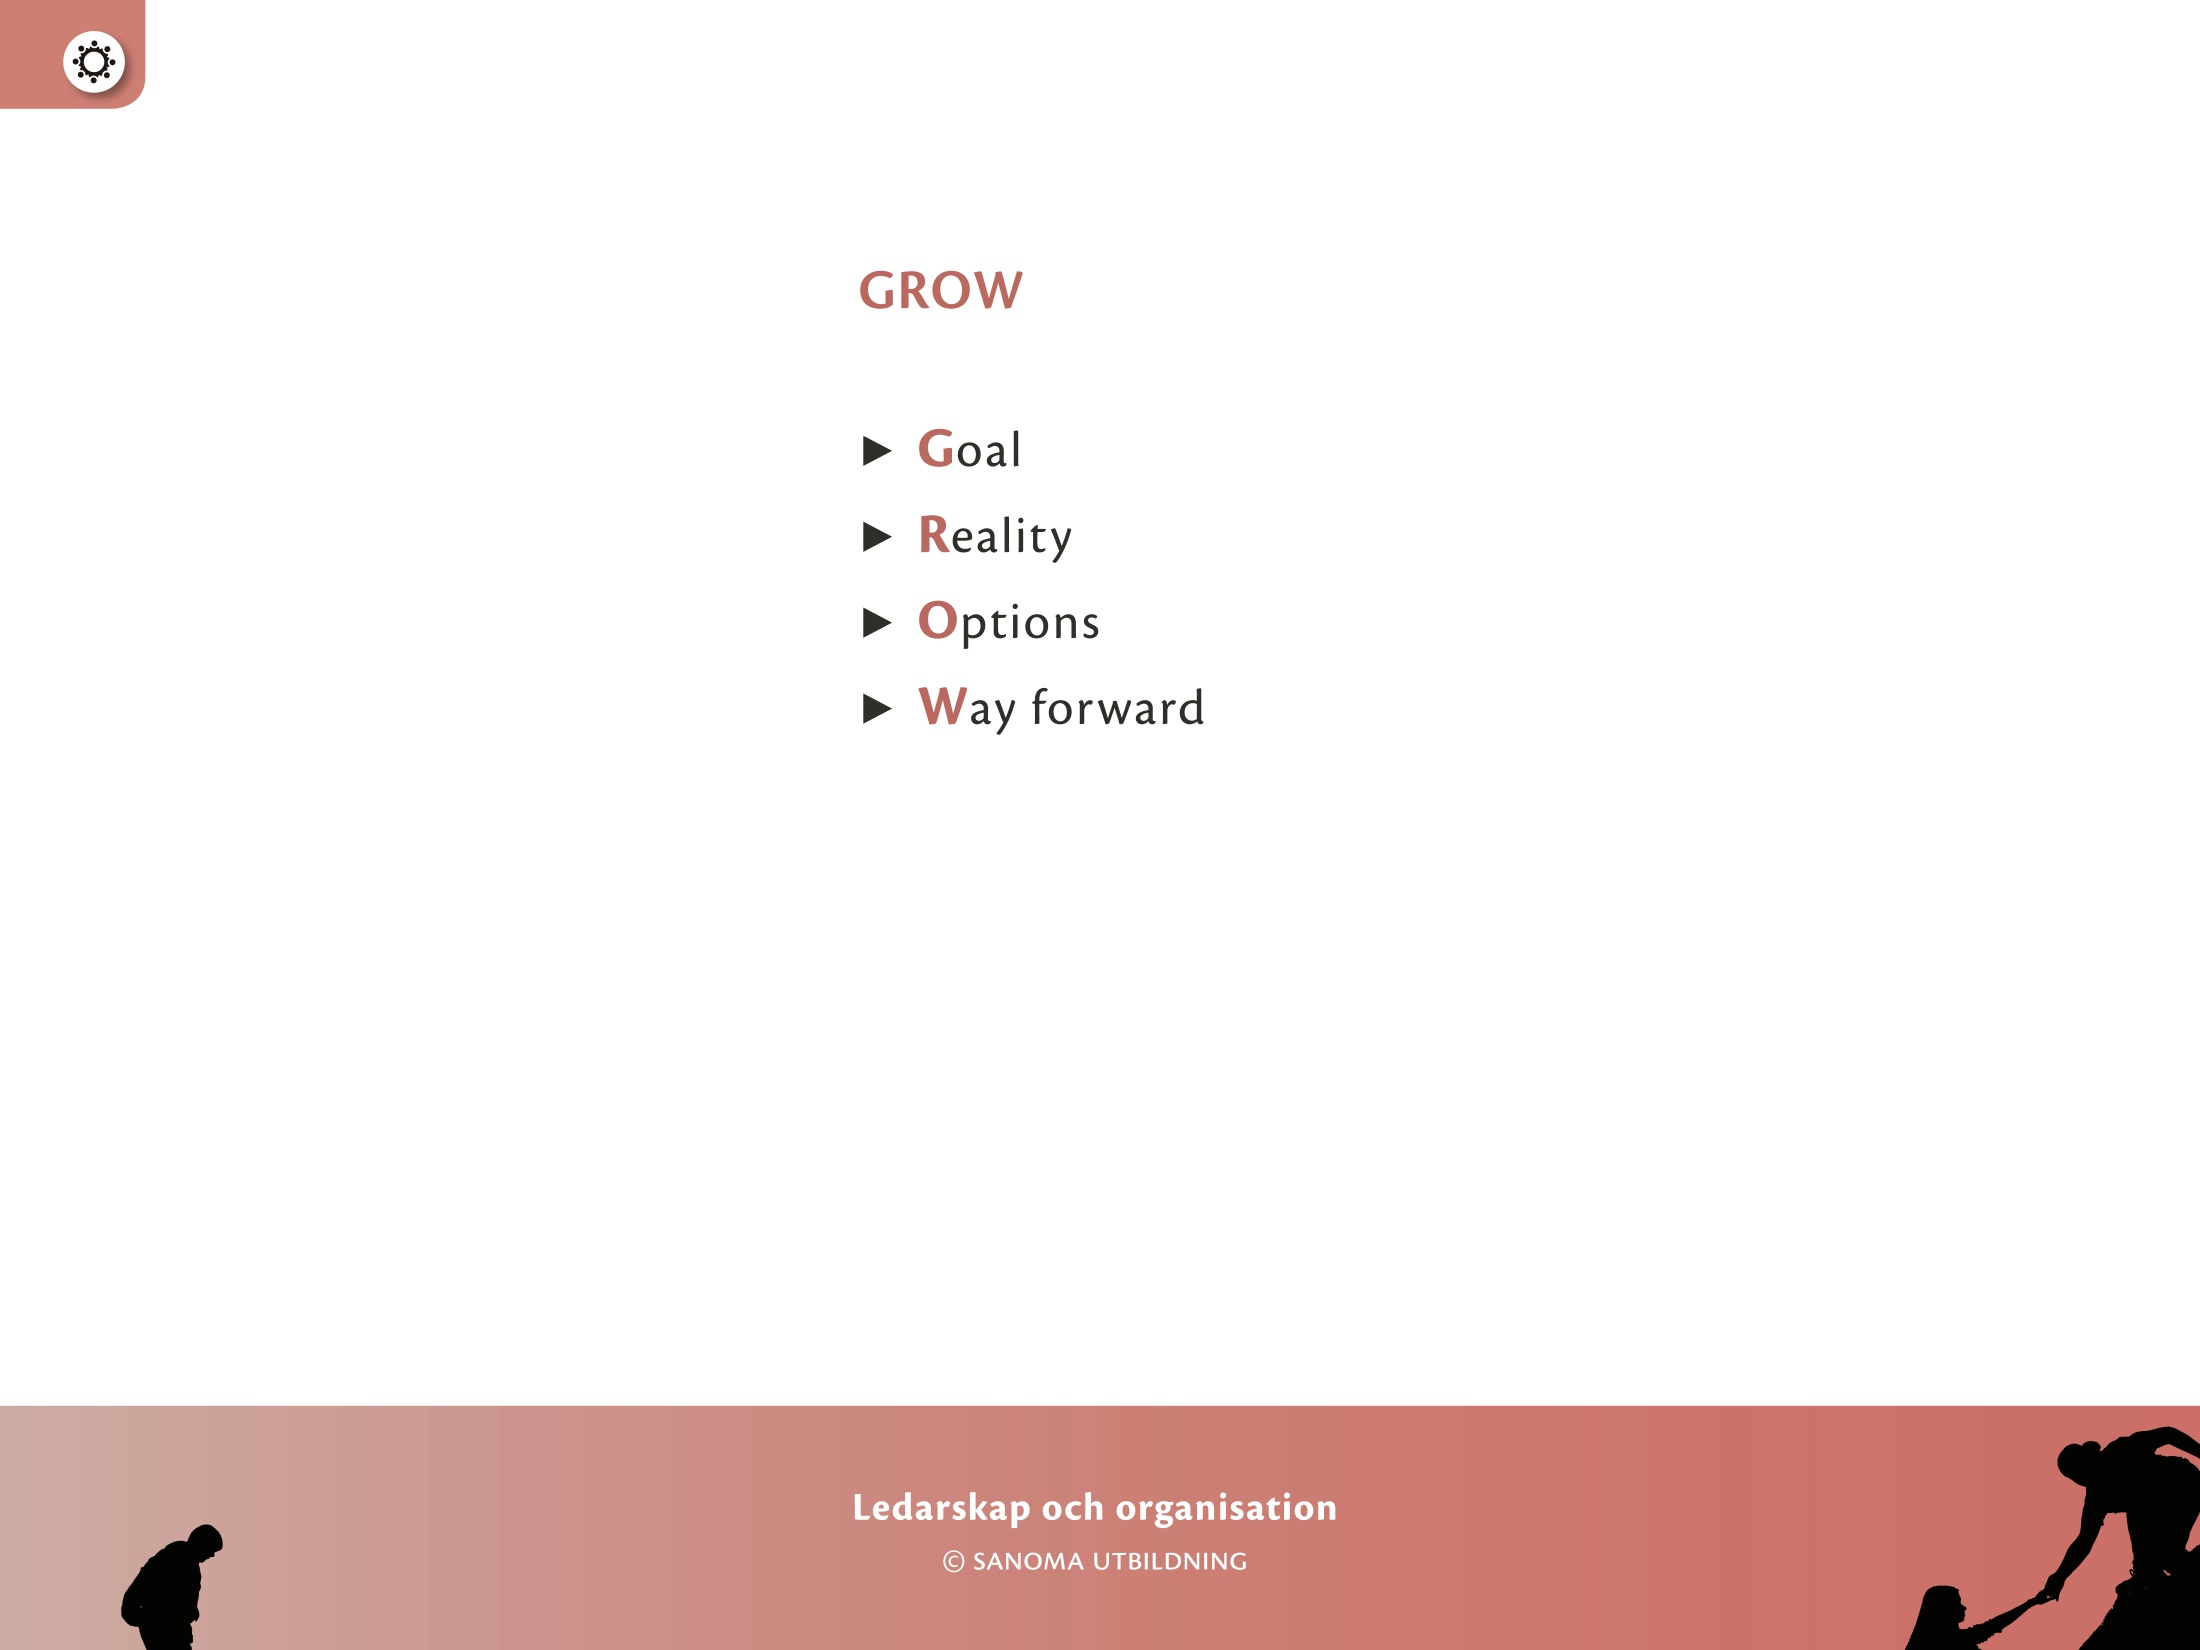 GROW
► Goal
► Reality
► Options
► Way forward
Ledarskap och organisation
© SANOMA UTBILDNING